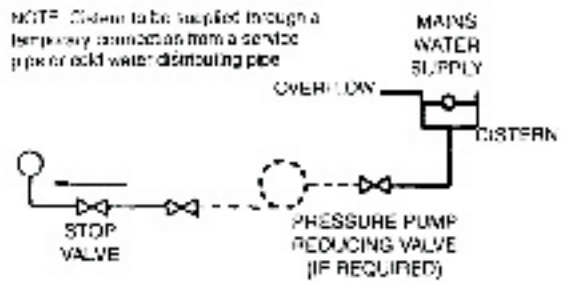 NOTE: Cistern to be supplied through a
temporary connection from a service
pipe or cold water distributing pipe
MAINS
WATER
SUPPLY
OVERFLOW
CISTERN
STOP
VALVE
PRESSURE PUMP
REDUCING VALVE
(IF REQUIRED)